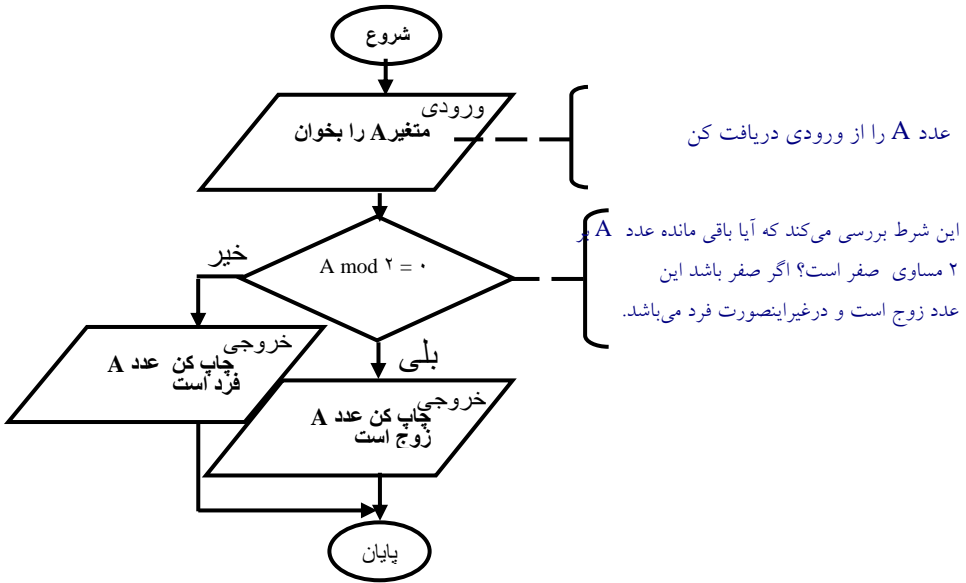 شروع
ورودی
متغیر A را بخوان
عدد A را از ورودی دریافت کن
A mod ۲ = ۰
این شرط بررسی می‌کند که آیا باقی مانده عدد A بر
۲ مساوی صفر است؟ اگر صفر باشد این
عدد زوج است و درغیراینصورت فرد می‌باشد.
خیر
بلی
خروجی
چاپ کن عدد A
فرد است
خروجی
چاپ کن عدد A
زوج است
پایان